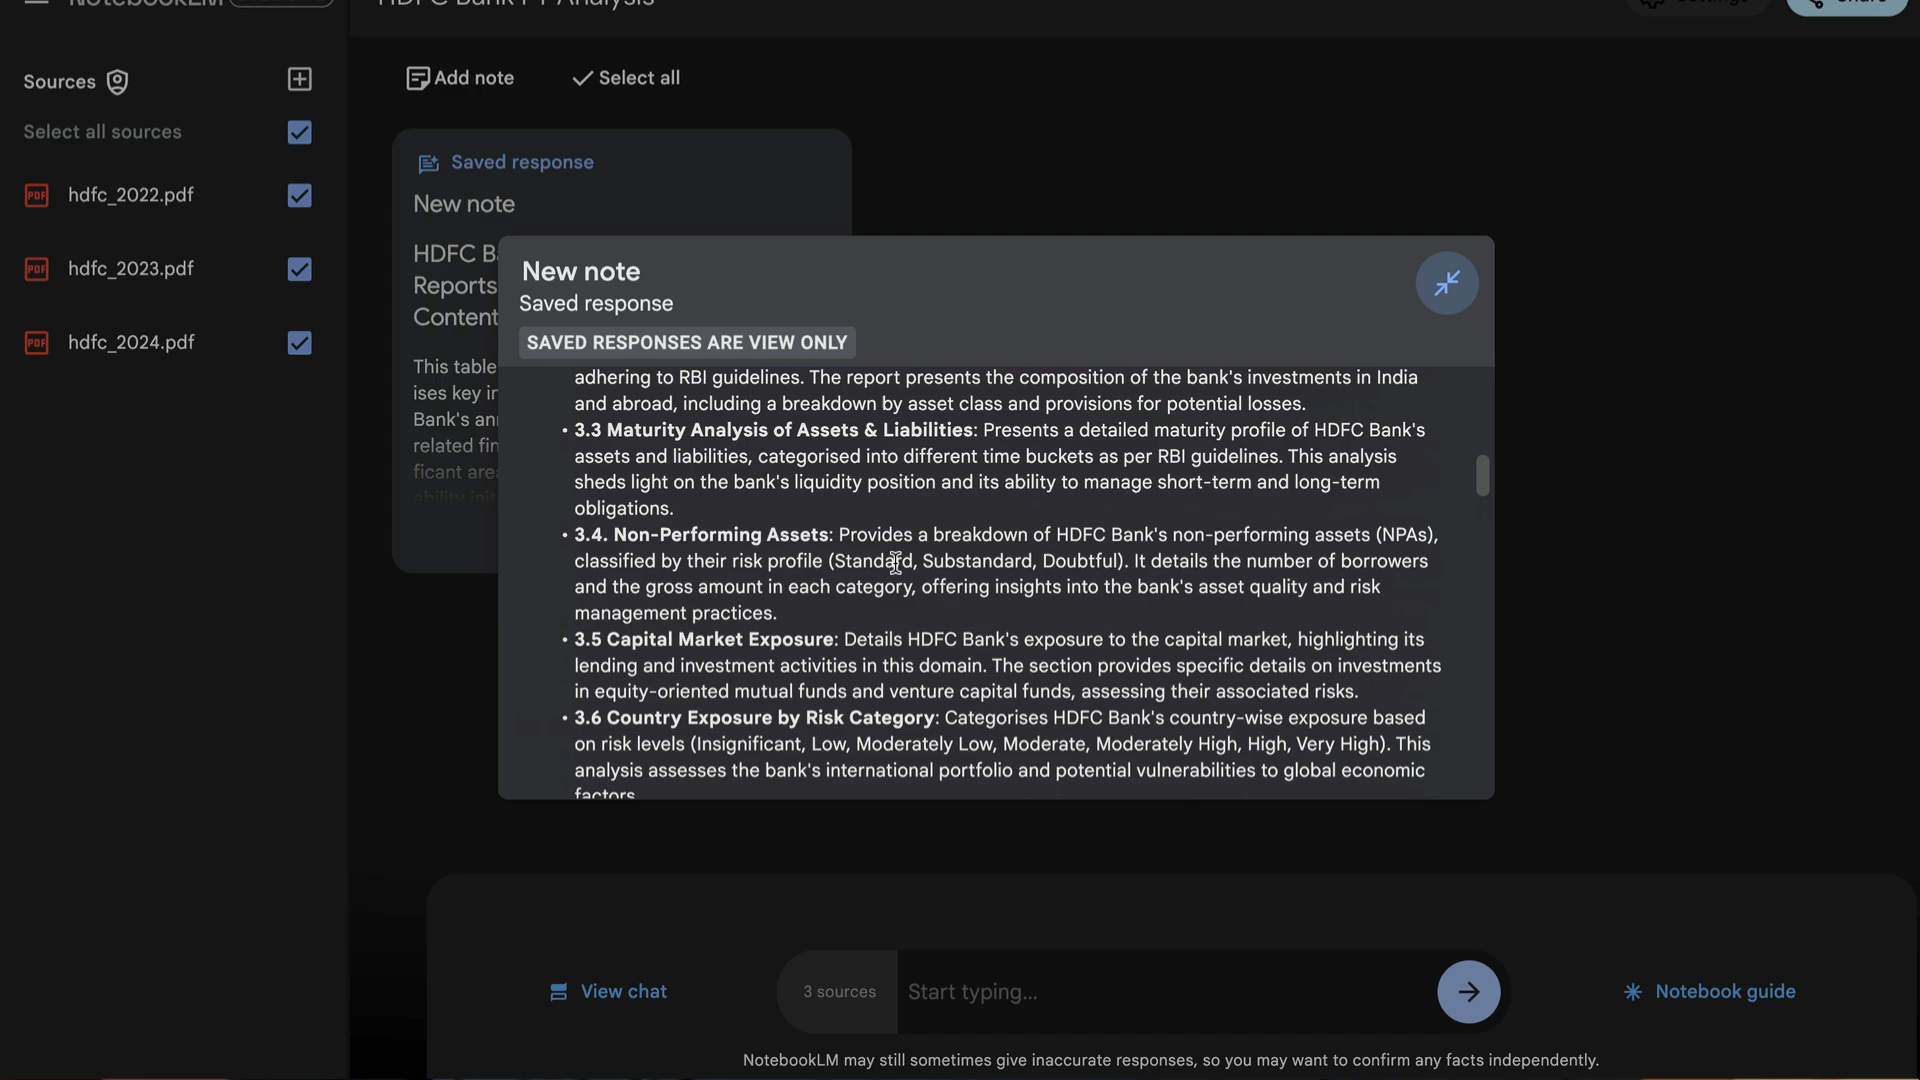 NotebookLM
HDFC Bank FY Analysis
Settings
Share
Sources
Select all sources
hdfc_2022.pdf
hdfc_2023.pdf
hdfc_2024.pdf
Add note
Select all
Saved response
New note
HDFC B
Reports
Content
This table
ises key in
Bank's an
related fin
ficant are
New note
Saved response
SAVED RESPONSES ARE VIEW ONLY
adhering to RBI guidelines. The report presents the composition of the bank's investments in India
and abroad, including a breakdown by asset class and provisions for potential losses.
• 3.3 Maturity Analysis of Assets & Liabilities: Presents a detailed maturity profile of HDFC Bank's
assets and liabilities, categorised into different time buckets as per RBI guidelines. This analysis
sheds light on the bank's liquidity position and its ability to manage short-term and long-term
obligations.
• 3.4. Non-Performing Assets: Provides a breakdown of HDFC Bank's non-performing assets (NPAs),
classified by their risk profile (Standard, Substandard, Doubtful). It details the number of borrowers
and the gross amount in each category, offering insights into the bank's asset quality and risk
management practices.
• 3.5 Capital Market Exposure: Details HDFC Bank's exposure to the capital market, highlighting its
lending and investment activities in this domain. The section provides specific details on investments
in equity-oriented mutual funds and venture capital funds, assessing their associated risks.
• 3.6 Country Exposure by Risk Category: Categorises HDFC Bank's country-wise exposure based
on risk levels (Insignificant, Low, Moderately Low, Moderate, Moderately High, High, Very High). This
analysis assesses the bank's international portfolio and potential vulnerabilities to global economic
factors.
View chat
3 sources
Start typing...
Notebook guide
NotebookLM may still sometimes give inaccurate responses, so you may want to confirm any facts independently.